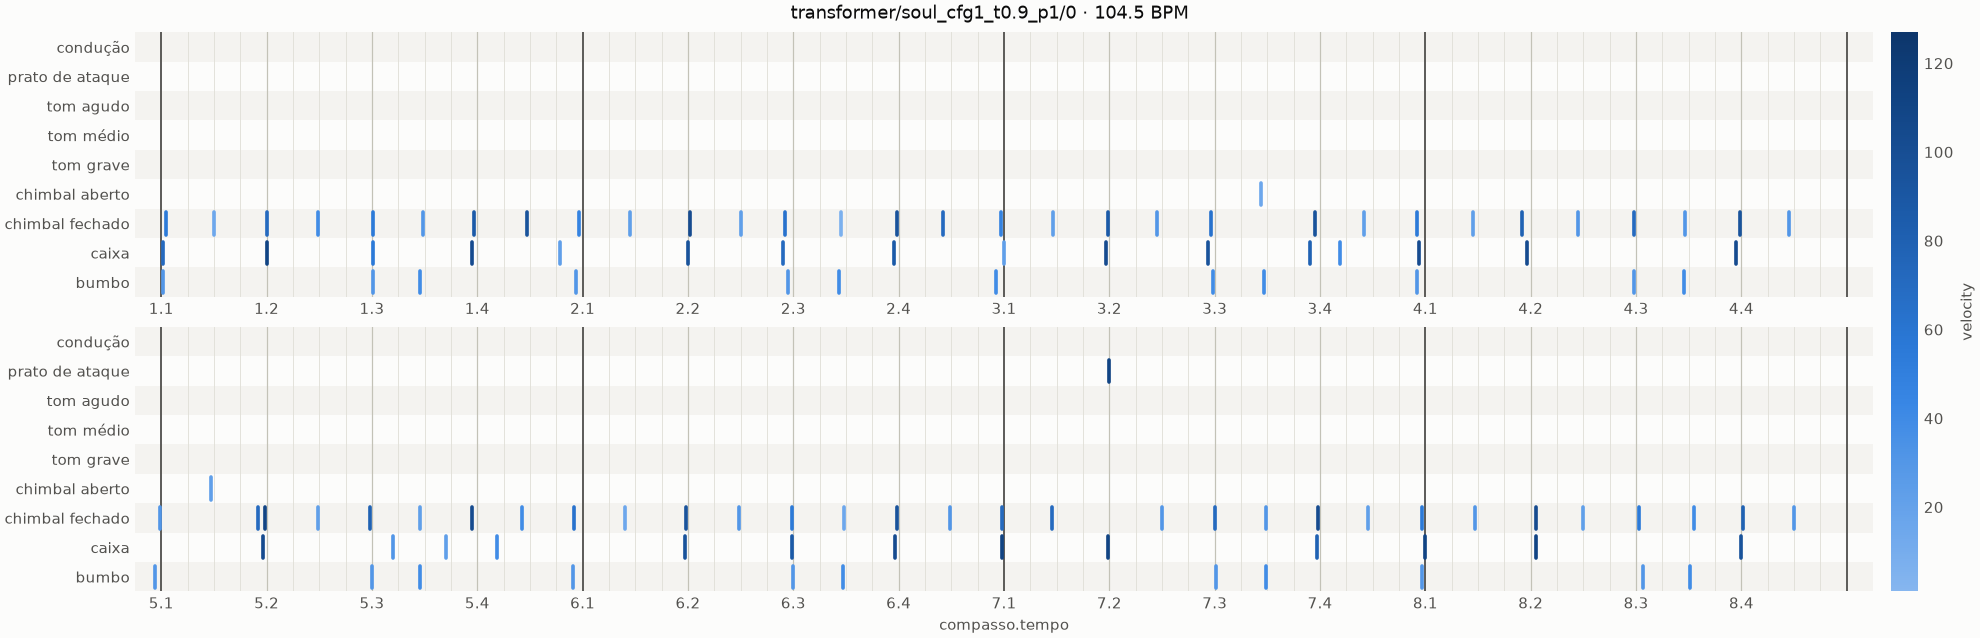 transformer/soul_cfg1_t0.9_p1/0 · 104.5 BPM
condução
prato de ataque
tom agudo
tom médio
tom grave
chimbal aberto
chimbal fechado
caixa
bumbo
1.1 1.2 1.3 1.4 2.1 2.2 2.3 2.4 3.1 3.2 3.3 3.4 4.1 4.2 4.3 4.4
condução
prato de ataque
tom agudo
tom médio
tom grave
chimbal aberto
chimbal fechado
caixa
bumbo
5.1 5.2 5.3 5.4 6.1 6.2 6.3 6.4 7.1 7.2 7.3 7.4 8.1 8.2 8.3 8.4
compasso.tempo
120
100
80
60
40
20
velocity